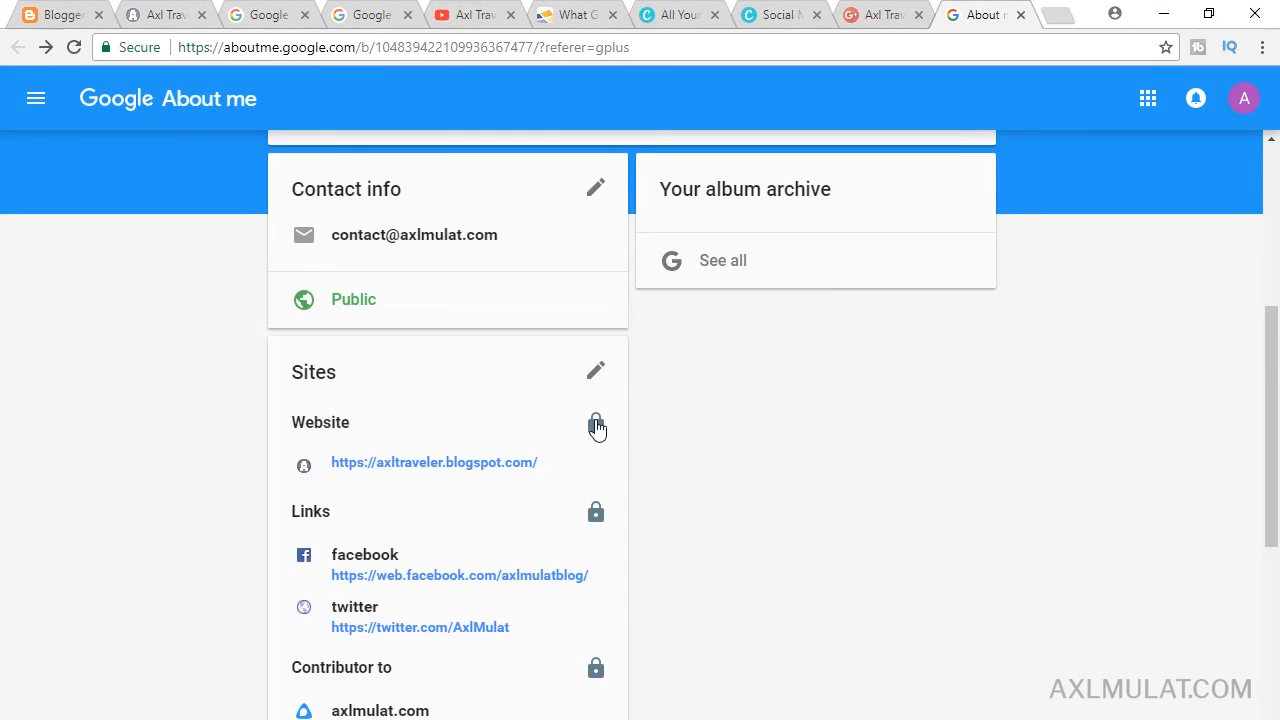 Blogger
Axl Trav
Google
Google
Axl Trav
What G
All Your
Social M
Axl Trav
About m
Secure
https://aboutme.google.com/b/104839422109936367477/?referer=gplus
Google About me
A
Contact info
Your album archive
contact@axlmulat.com
See all
Public
Sites
Website
https://axltraveler.blogspot.com/
Links
facebook
https://web.facebook.com/axlmulatblog/
twitter
https://twitter.com/AxlMulat
Contributor to
axlmulat.com
AXLMULAT.COM